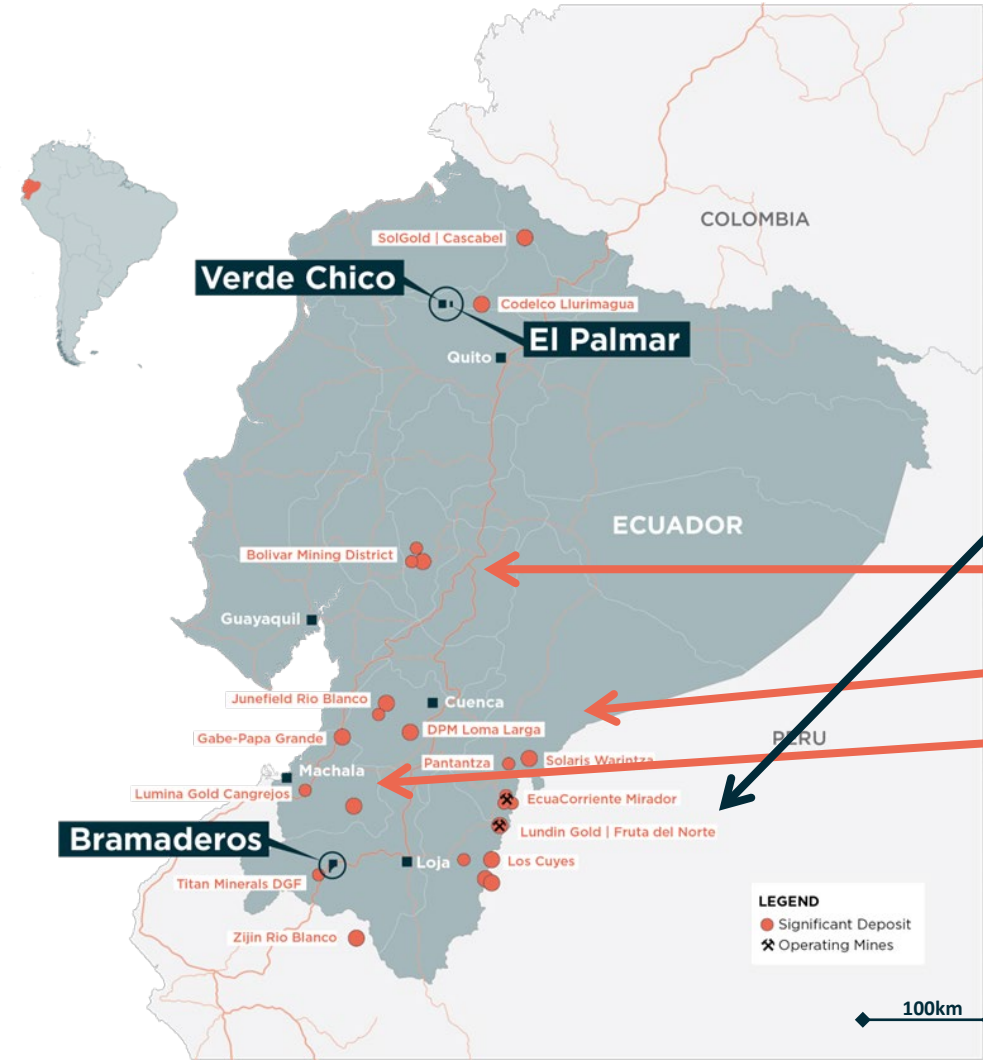 COLOMBIA
SolGold | Cascabel
Verde Chico
Codelco Llurimagua
El Palmar
Quito
ECUADOR
Bolivar Mining District
Guayaquil
Junefield Rio Blanco
Cuenca
DPM Loma Larga
Gabe-Papa Grande
PERU
Pantantza
Solaris Warintza
Machala
Lumina Gold Cangrejos
EcuaCorriente Mirador
Lundin Gold | Fruta del Norte
Bramaderos
Loja
Los Cuyes
Titan Minerals DGF
Zijin Rio Blanco
LEGEND
Significant Deposit
Operating Mines
100km